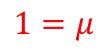 1 = μ